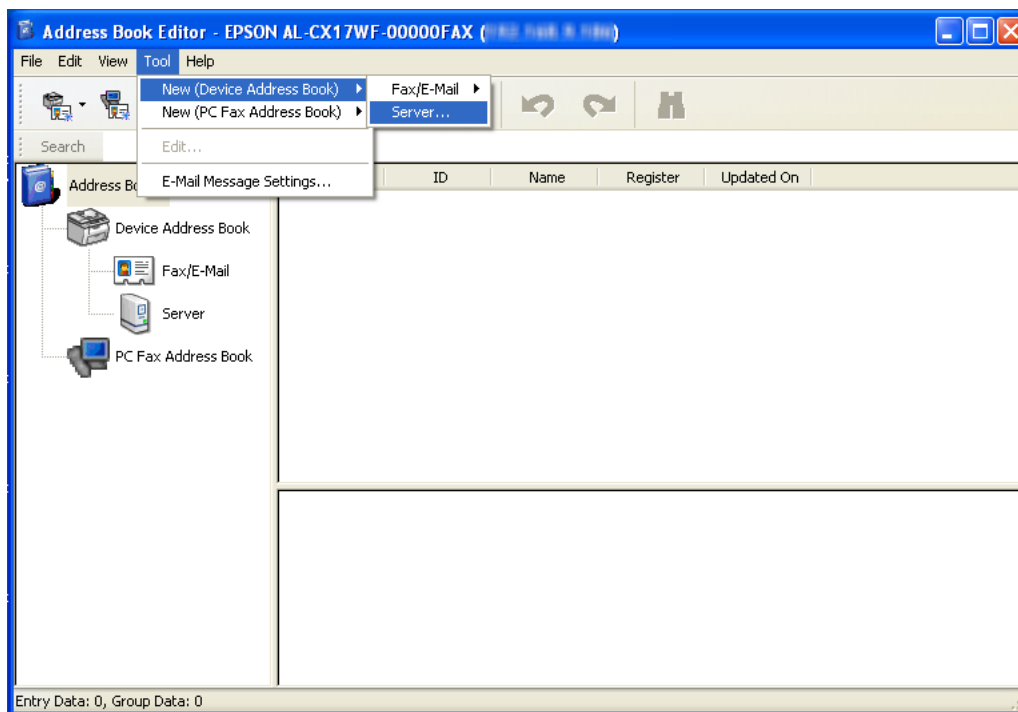 Address Book Editor - EPSON AL-CX17WF-00000FAX ( )
File Edit View Tool Help
New (Device Address Book) Fax/E-Mail
New (PC Fax Address Book) Server...
Search Edit...
E-Mail Message Settings...
Address Bo ID Name Register Updated On
Device Address Book
Fax/E-Mail
Server
PC Fax Address Book
Entry Data: 0, Group Data: 0